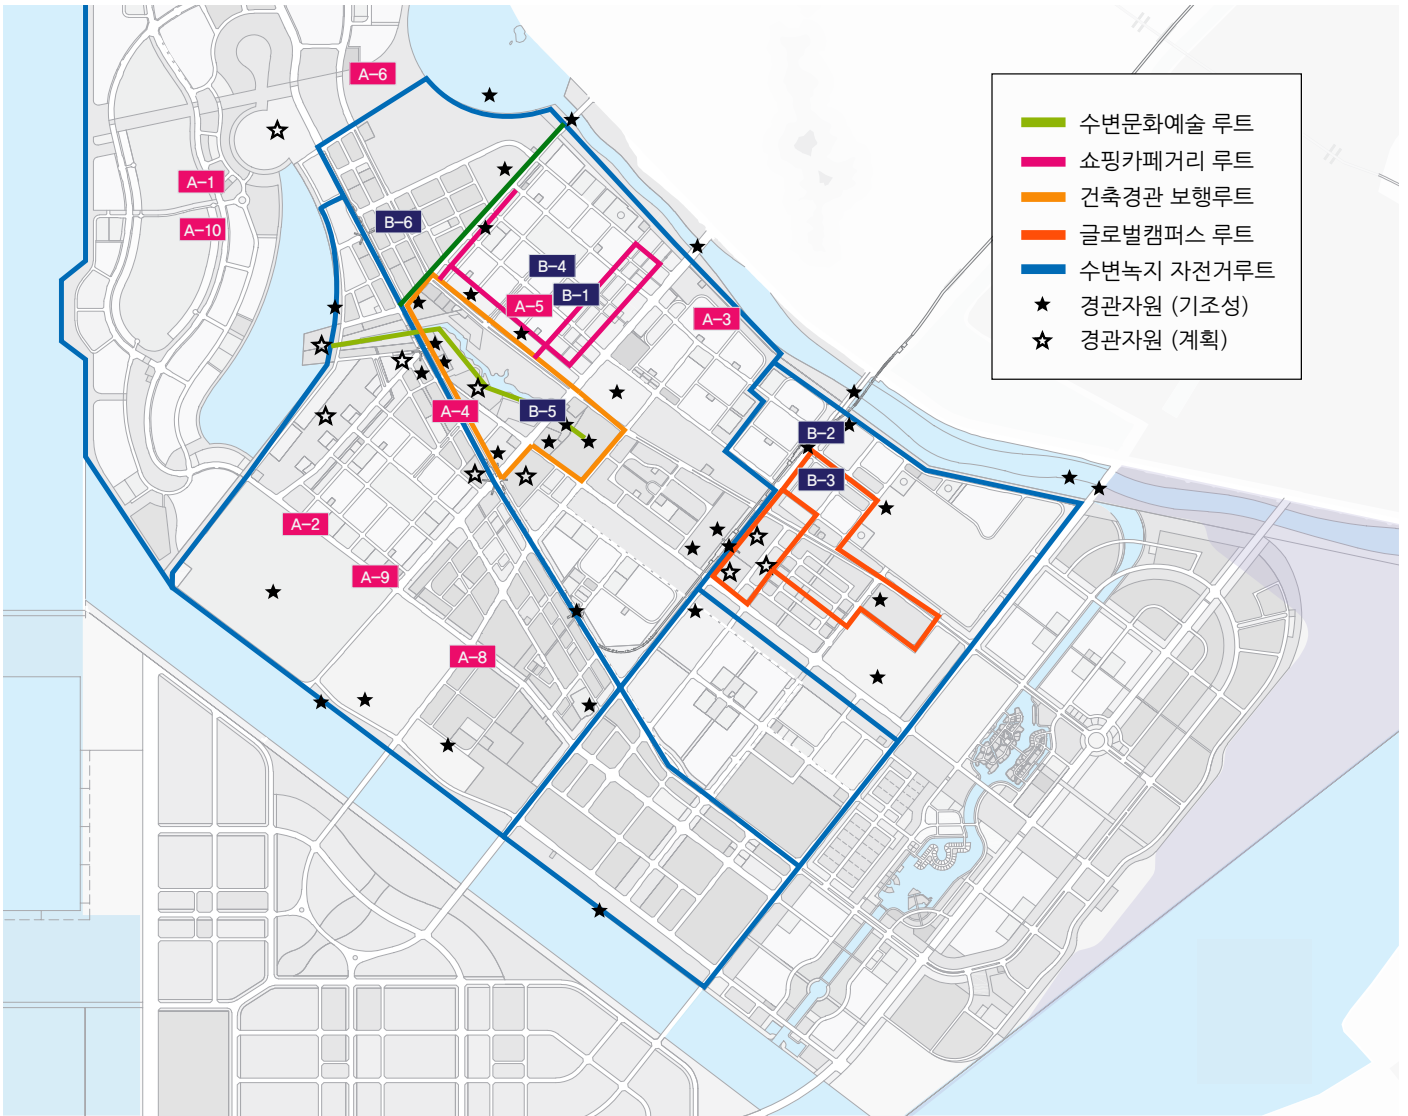 A-6
A-1
A-10
B-6
B-4
B-1
A-5
A-3
A-4
B-5
B-2
B-3
A-2
A-9
A-8
수변문화예술 루트
쇼핑카페거리 루트
건축경관 보행루트
글로벌캠퍼스 루트
수변녹지 자전거루트
경관자원 (기조성)
경관자원 (계획)